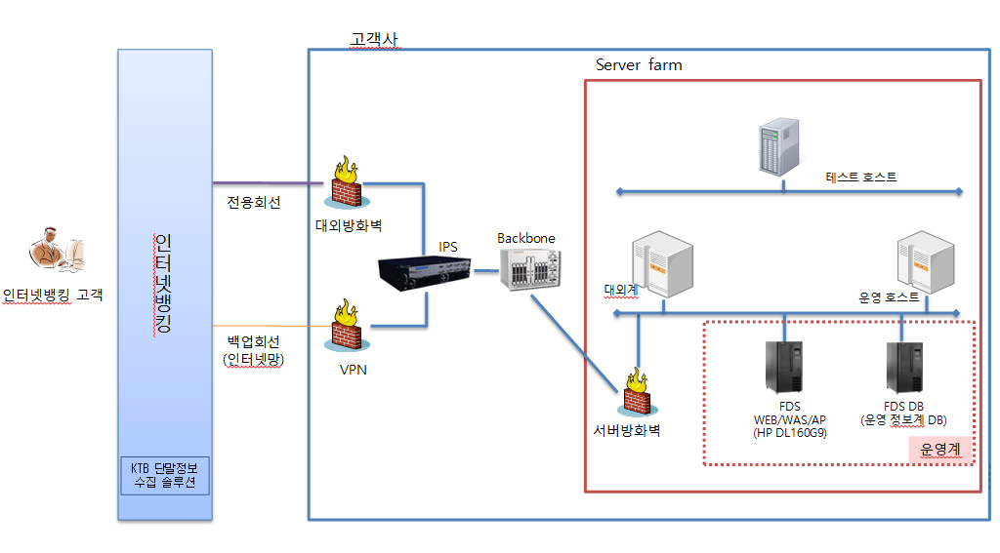 고객사
Server farm
테스트 호스트
전용회선
대외방화벽
인터넷뱅킹
IPS
Backbone
대외계
운영 호스트
인터넷뱅킹 고객
백업회선
(인터넷망)
VPN
서버방화벽
FDS
WEB/WAS/AP
(HP DL160G9)
FDS DB
(운영 정보계 DB)
운영계
KTB 단말정보
수집 솔루션